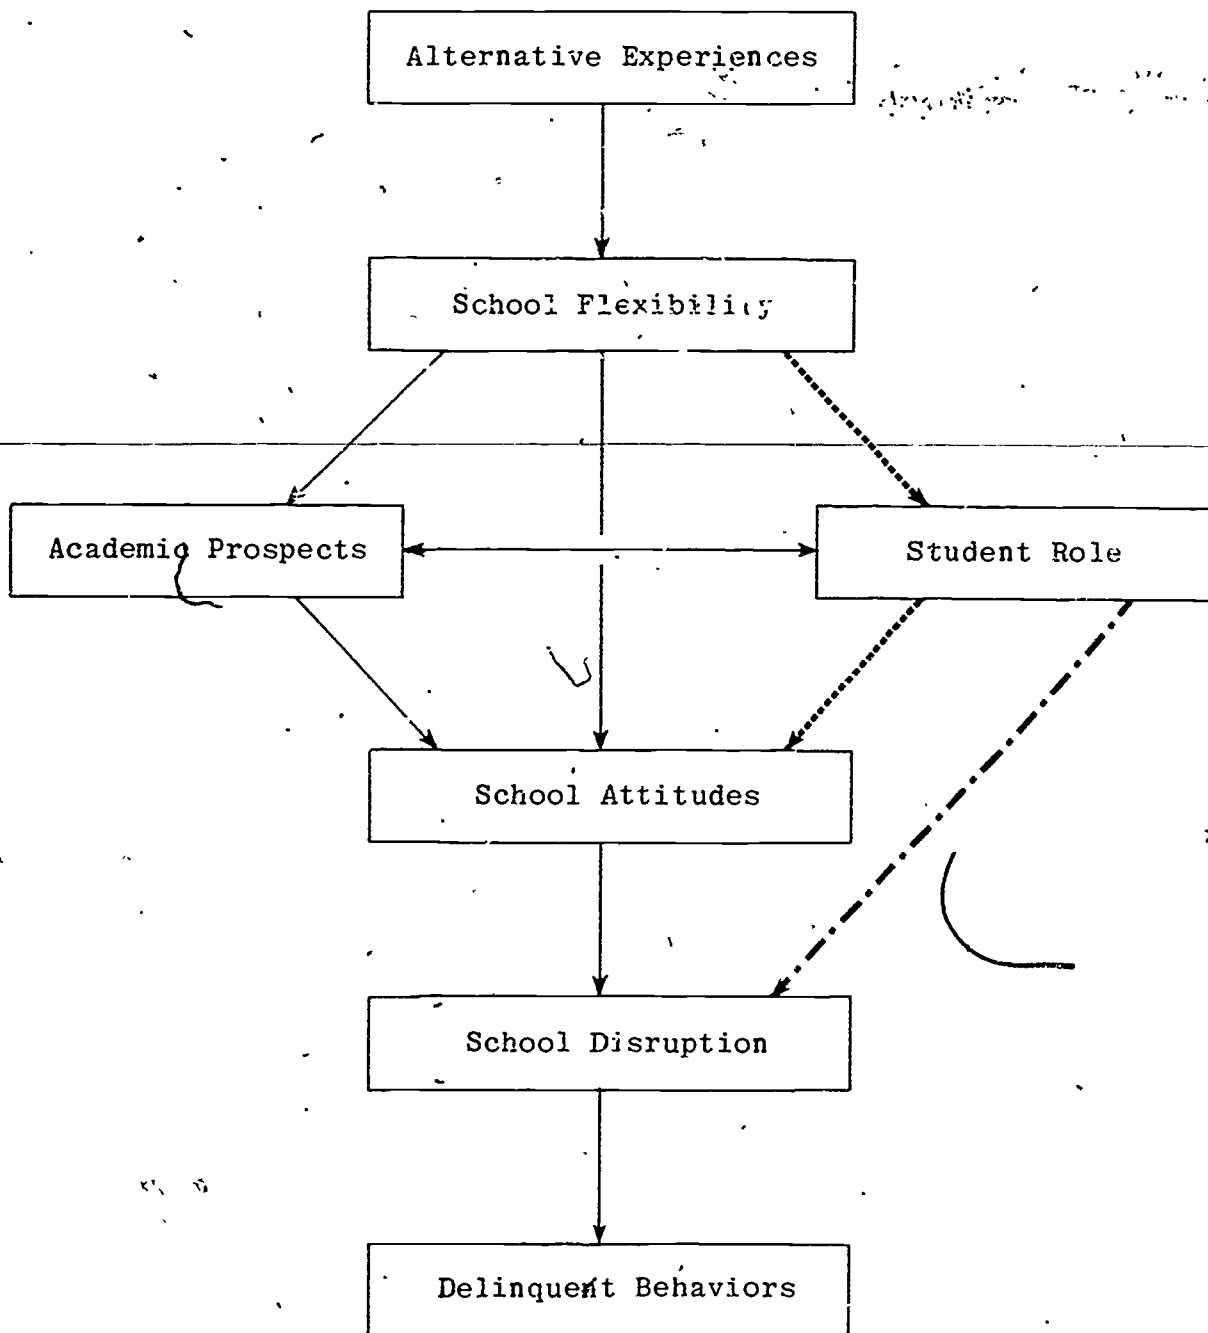 Alternative Experiences
School Flexibility
Academic Prospects
Student Role
School Attitudes
School Disruption
Delinquent Behaviors